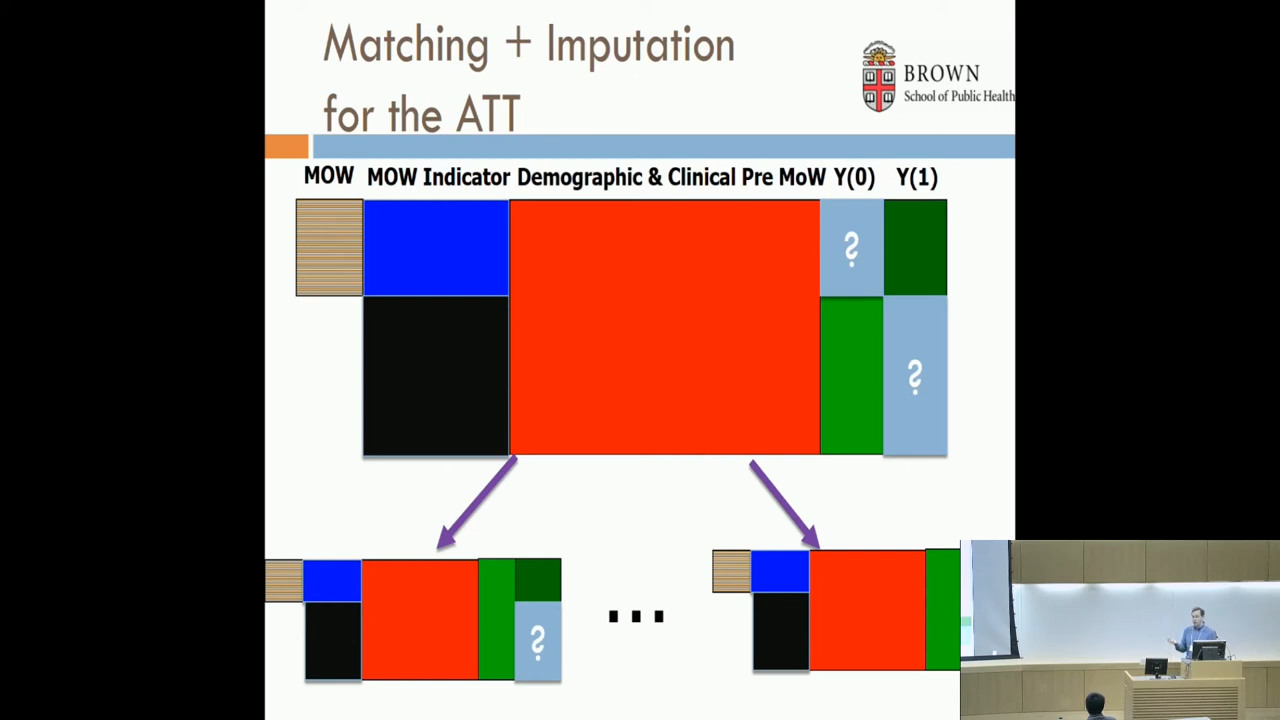 Matching + Imputation
for the ATT
BROWN
School of Public Health
MOW MOW Indicator Demographic & Clinical Pre MoW Y(0) Y(1)
?
?
?
...